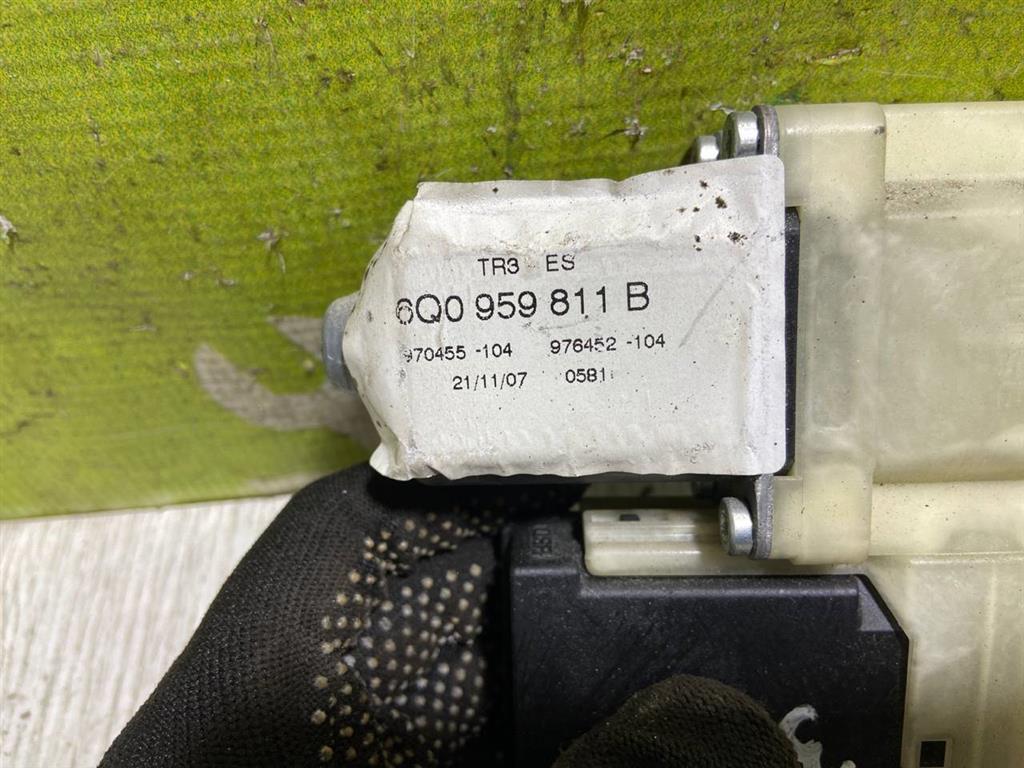 TR3 ES
6Q0 959 811 B
970455 -104 976452 -104
21/11/07 0581